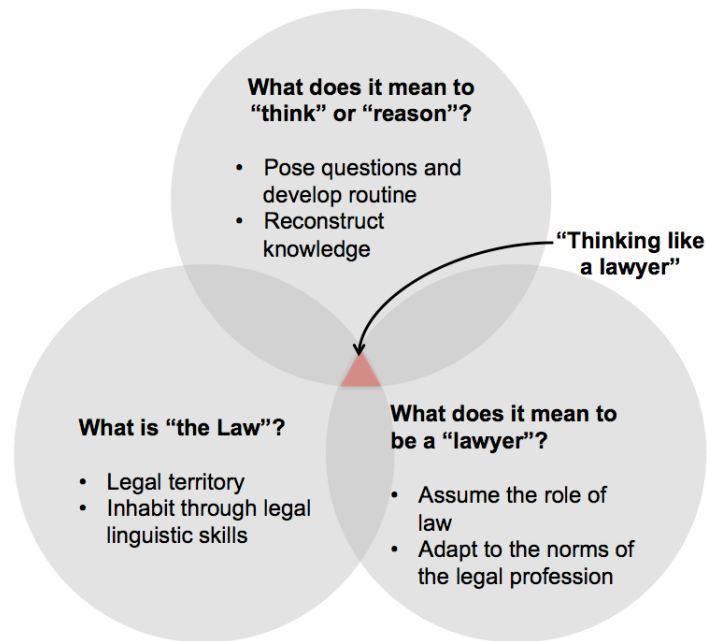 What does it mean to
“think” or “reason”?
• Pose questions and
develop routine
• Reconstruct
knowledge
“Thinking like
a lawyer”
What is “the Law”?
• Legal territory
• Inhabit through legal
linguistic skills
What does it mean to
be a “lawyer”?
• Assume the role of
law
• Adapt to the norms of
the legal profession